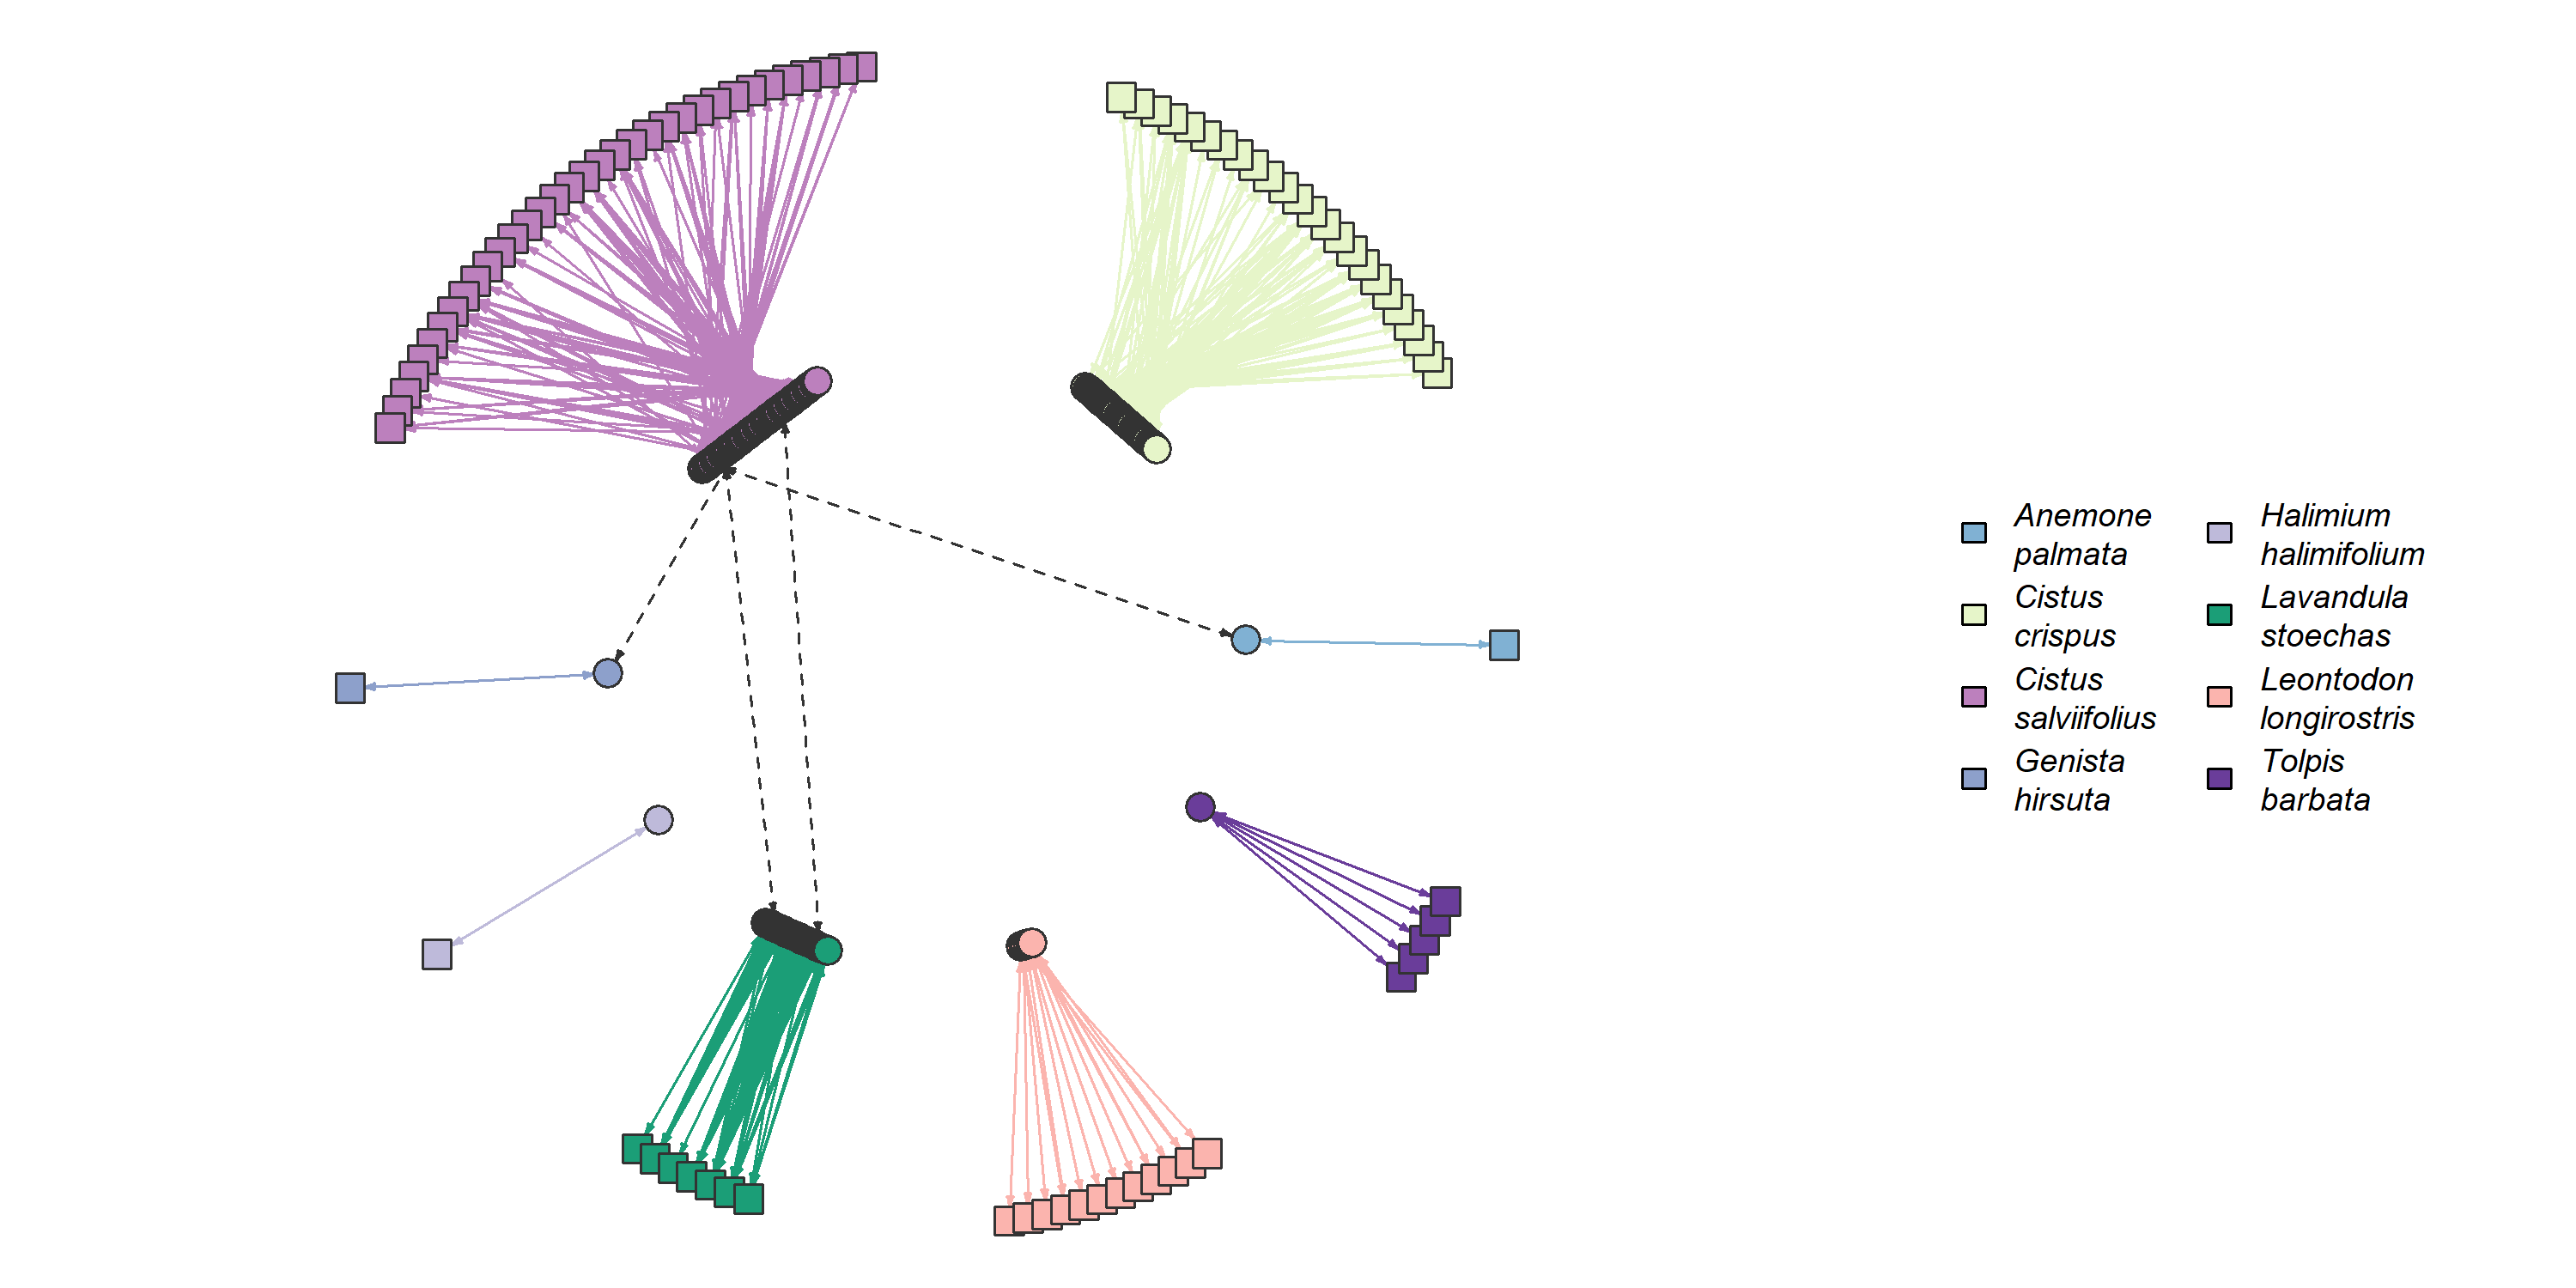 Anemone
palmata
Cistus
crispus
Cistus
salviifolius
Genista
hirsuta
Halimium
halimifolium
Lavandula
stoechas
Leontodon
longirostris
Tolpis
barbata